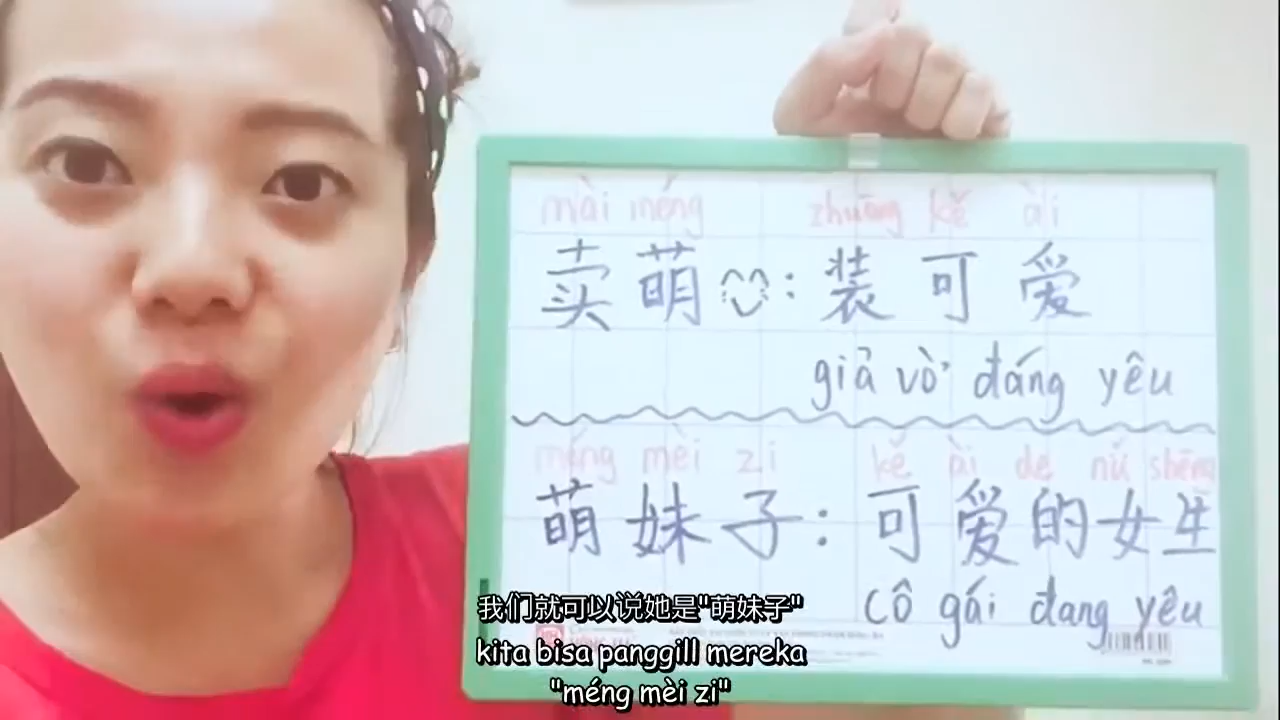 mài méng zhuāng kě ài
卖萌：装可爱
giả vờ đáng yêu
méng mèi zi kě ài de nǚ shēng
萌妹子：可爱的女生
cô gái đang yêu
我们就可以说她是"萌妹子"
kita bisa panggill mereka
"méng mèi zi"